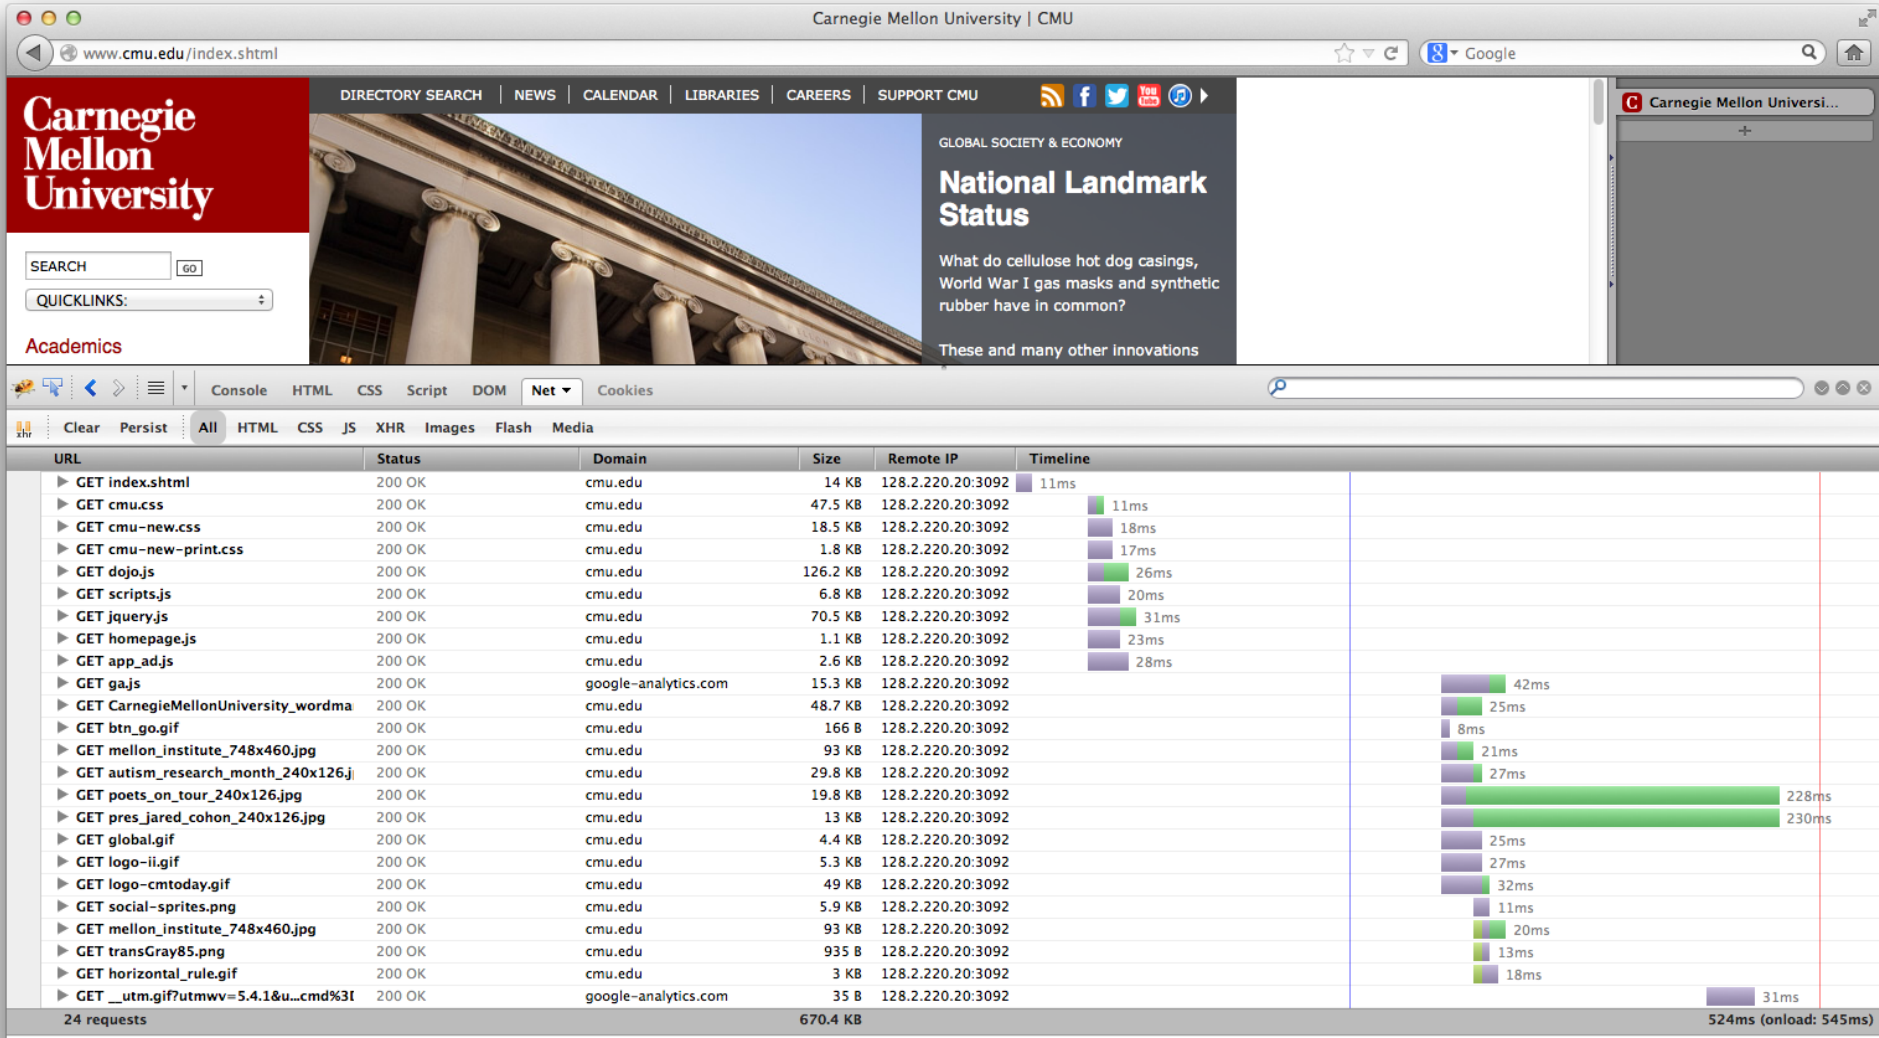 Carnegie Mellon University | CMU
www.cmu.edu/index.shtml
Google
Carnegie
Mellon
University
DIRECTORY SEARCH | NEWS | CALENDAR | LIBRARIES | CAREERS | SUPPORT CMU
You
Tube
C Carnegie Mellon Universi...
GLOBAL SOCIETY & ECONOMY
National Landmark
Status
What do cellulose hot dog casings,
World War I gas masks and synthetic
rubber have in common?
These and many other innovations
SEARCH GO
QUICKLINKS:
Academics
Console HTML CSS Script DOM Net Cookies
xhr Clear Persist All HTML CSS JS XHR Images Flash Media
URL Status Domain Size Remote IP Timeline
GET index.shtml 200 OK cmu.edu 14 KB 128.2.220.20:3092 11ms
GET cmu.css 200 OK cmu.edu 47.5 KB 128.2.220.20:3092 11ms
GET cmu-new.css 200 OK cmu.edu 18.5 KB 128.2.220.20:3092 18ms
GET cmu-new-print.css 200 OK cmu.edu 1.8 KB 128.2.220.20:3092 17ms
GET dojo.js 200 OK cmu.edu 126.2 KB 128.2.220.20:3092 26ms
GET scripts.js 200 OK cmu.edu 6.8 KB 128.2.220.20:3092 20ms
GET jquery.js 200 OK cmu.edu 70.5 KB 128.2.220.20:3092 31ms
GET homepage.js 200 OK cmu.edu 1.1 KB 128.2.220.20:3092 23ms
GET app_ad.js 200 OK cmu.edu 2.6 KB 128.2.220.20:3092 28ms
GET ga.js 200 OK google-analytics.com 15.3 KB 128.2.220.20:3092 42ms
GET CarnegieMellonUniversity_wordma 200 OK cmu.edu 48.7 KB 128.2.220.20:3092 25ms
GET btn_go.gif 200 OK cmu.edu 166 B 128.2.220.20:3092 8ms
GET mellon_institute_748x460.jpg 200 OK cmu.edu 93 KB 128.2.220.20:3092 21ms
GET autism_research_month_240x126.j 200 OK cmu.edu 29.8 KB 128.2.220.20:3092 27ms
GET poets_on_tour_240x126.jpg 200 OK cmu.edu 19.8 KB 128.2.220.20:3092 228ms
GET pres_jared_cohon_240x126.jpg 200 OK cmu.edu 13 KB 128.2.220.20:3092 230ms
GET global.gif 200 OK cmu.edu 4.4 KB 128.2.220.20:3092 25ms
GET logo-ii.gif 200 OK cmu.edu 5.3 KB 128.2.220.20:3092 27ms
GET logo-cmtoday.gif 200 OK cmu.edu 49 KB 128.2.220.20:3092 32ms
GET social-sprites.png 200 OK cmu.edu 5.9 KB 128.2.220.20:3092 11ms
GET mellon_institute_748x460.jpg 200 OK cmu.edu 93 KB 128.2.220.20:3092 20ms
GET transGray85.png 200 OK cmu.edu 935 B 128.2.220.20:3092 13ms
GET horizontal_rule.gif 200 OK cmu.edu 3 KB 128.2.220.20:3092 18ms
GET __utm.gif?utmwv=5.4.1&u...cmd%3D 200 OK google-analytics.com 35 B 128.2.220.20:3092 31ms
24 requests 670.4 KB 524ms (onload: 545ms)